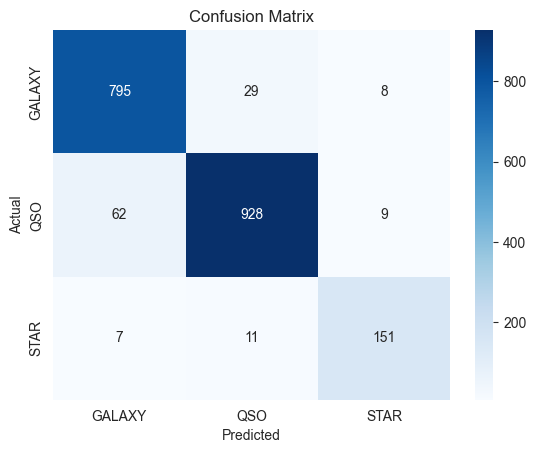 Confusion Matrix
Actual
GALAXY
795 29 8
QSO
62 928 9
STAR
7 11 151
GALAXY QSO STAR
Predicted
800
600
400
200